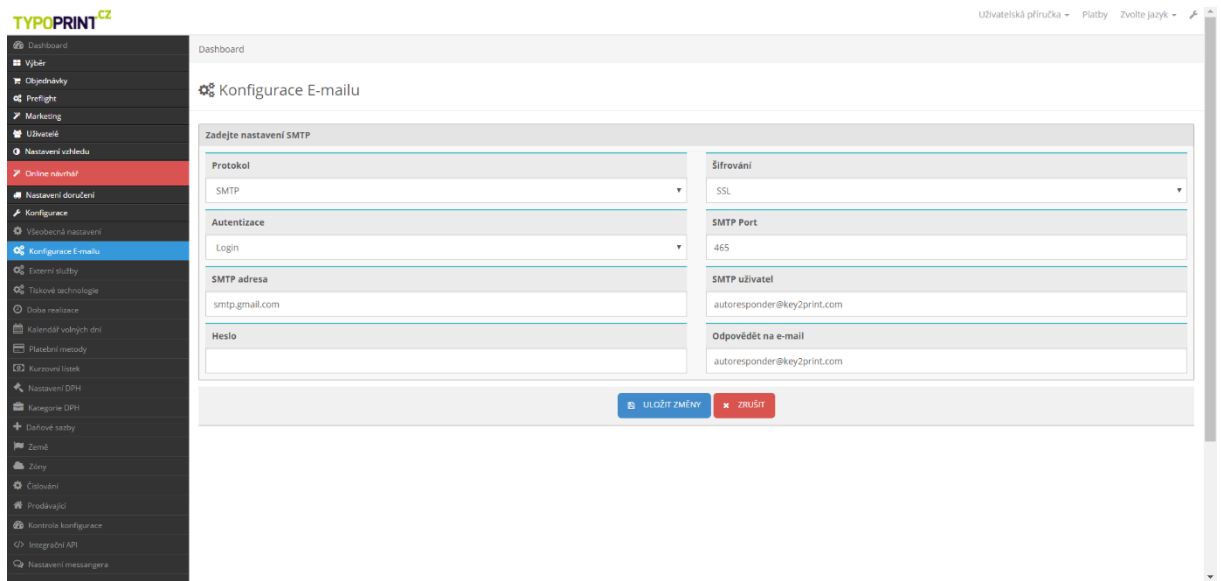 TYPOPRINT.CZ
Uživatelská příručka Platby Zvolte jazyk
Dashboard
Výběr
Objednávky
Preflight
Marketing
Uživatelé
Nastavení vzhledu
Online návrhář
Nastavení doručení
Konfigurace
Všeobecná nastavení
Konfigurace E-mailu
Externí služby
Tiskové technologie
Doba realizace
Kalendář volných dní
Platební metody
Kurzovní lístek
Nastavení DPH
Kategorie DPH
Daňové sazby
Země
Zóny
Číslování
Prodávající
Kontrola konfigurace
Integrační API
Nastavení messangera
Dashboard
Konfigurace E-mailu
Zadejte nastavení SMTP
Protokol
SMTP
Šifrování
SSL
Autentizace
Login
SMTP Port
465
SMTP adresa
smtp.gmail.com
SMTP uživatel
autoresponder@key2print.com
Heslo
Odpovědět na e-mail
autoresponder@key2print.com
ULOŽIT ZMĚNY
ZRUŠIT